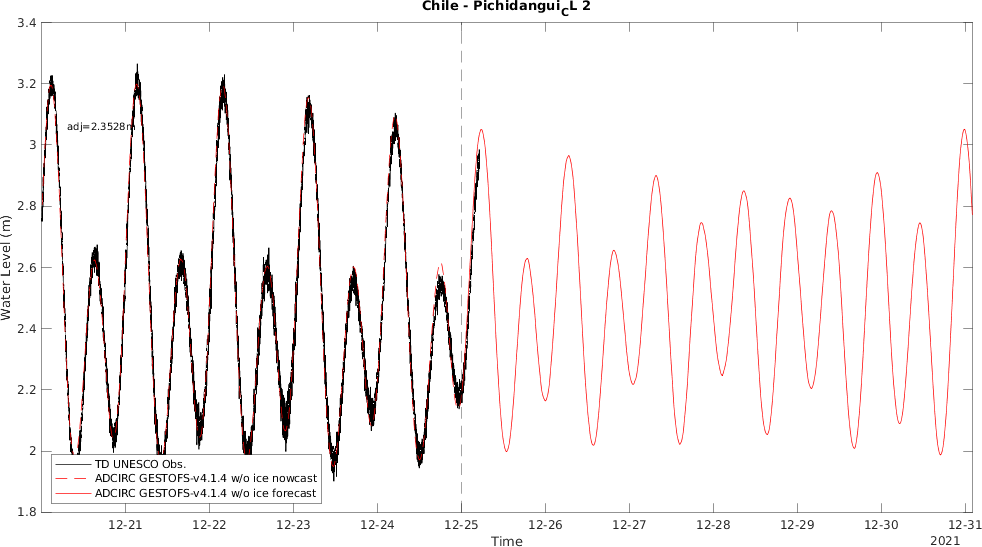 Chile - Pichidangui_CL 2
3.4
3.2
3
2.8
2.6
2.4
2.2
2
1.8
Water Level (m)
adj=2.3528m
TD UNESCO Obs.
ADCIRC GESTOFS-v4.1.4 w/o ice nowcast
ADCIRC GESTOFS-v4.1.4 w/o ice forecast
12-21 12-22 12-23 12-24 12-25 12-26 12-27 12-28 12-29 12-30 12-31
Time
2021